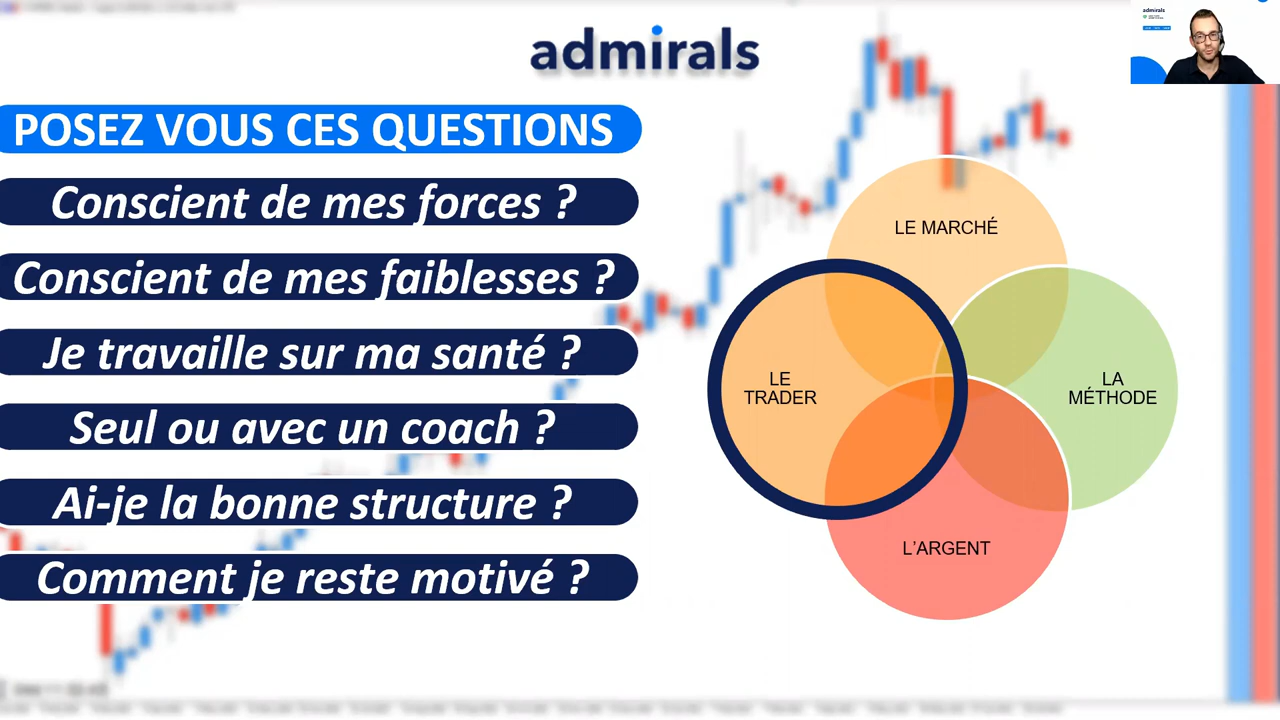 admirals
POSEZ VOUS CES QUESTIONS
Conscient de mes forces ?
Conscient de mes faiblesses ?
Je travaille sur ma santé ?
Seul ou avec un coach ?
Ai-je la bonne structure ?
Comment je reste motivé ?
LE MARCHÉ
LE
TRADER
LA
MÉTHODE
L'ARGENT
admirals